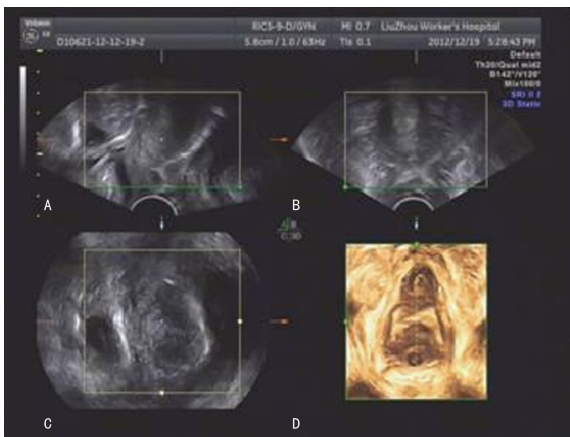 Voluson
E8
RIC5-9-D/GYN
MI 0.7
LiuZhou Worker's Hospital
D10621-12-12-19-2
5.8cm / 1.0 / 63Hz
TIs 0.1
2012/12/19
5:28:43 PM
Default
Th20/Qual mid2
B142°/V120°
Mix100/0
SRI II 2
3D Static
A
B
C
D